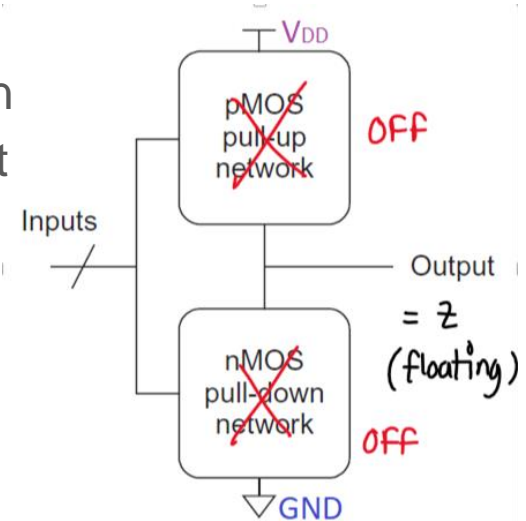 VDD
n
pMOS
pull-up
network
OFF
t
Inputs
Output
= Z
(floating)
nMOS
pull-down
network
OFF
GND